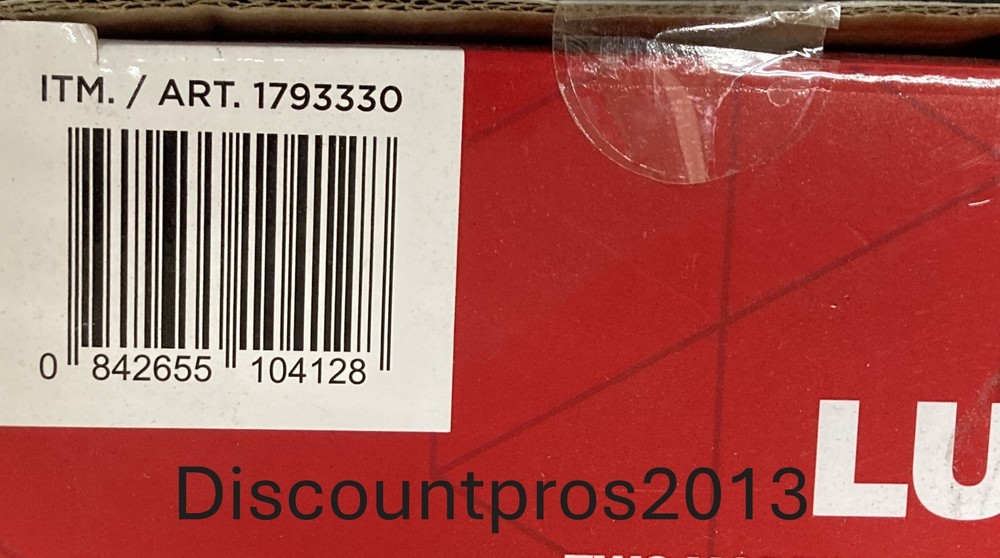 ITM. / ART. 1793330
0 842655 104128
LU
Discountpros2013